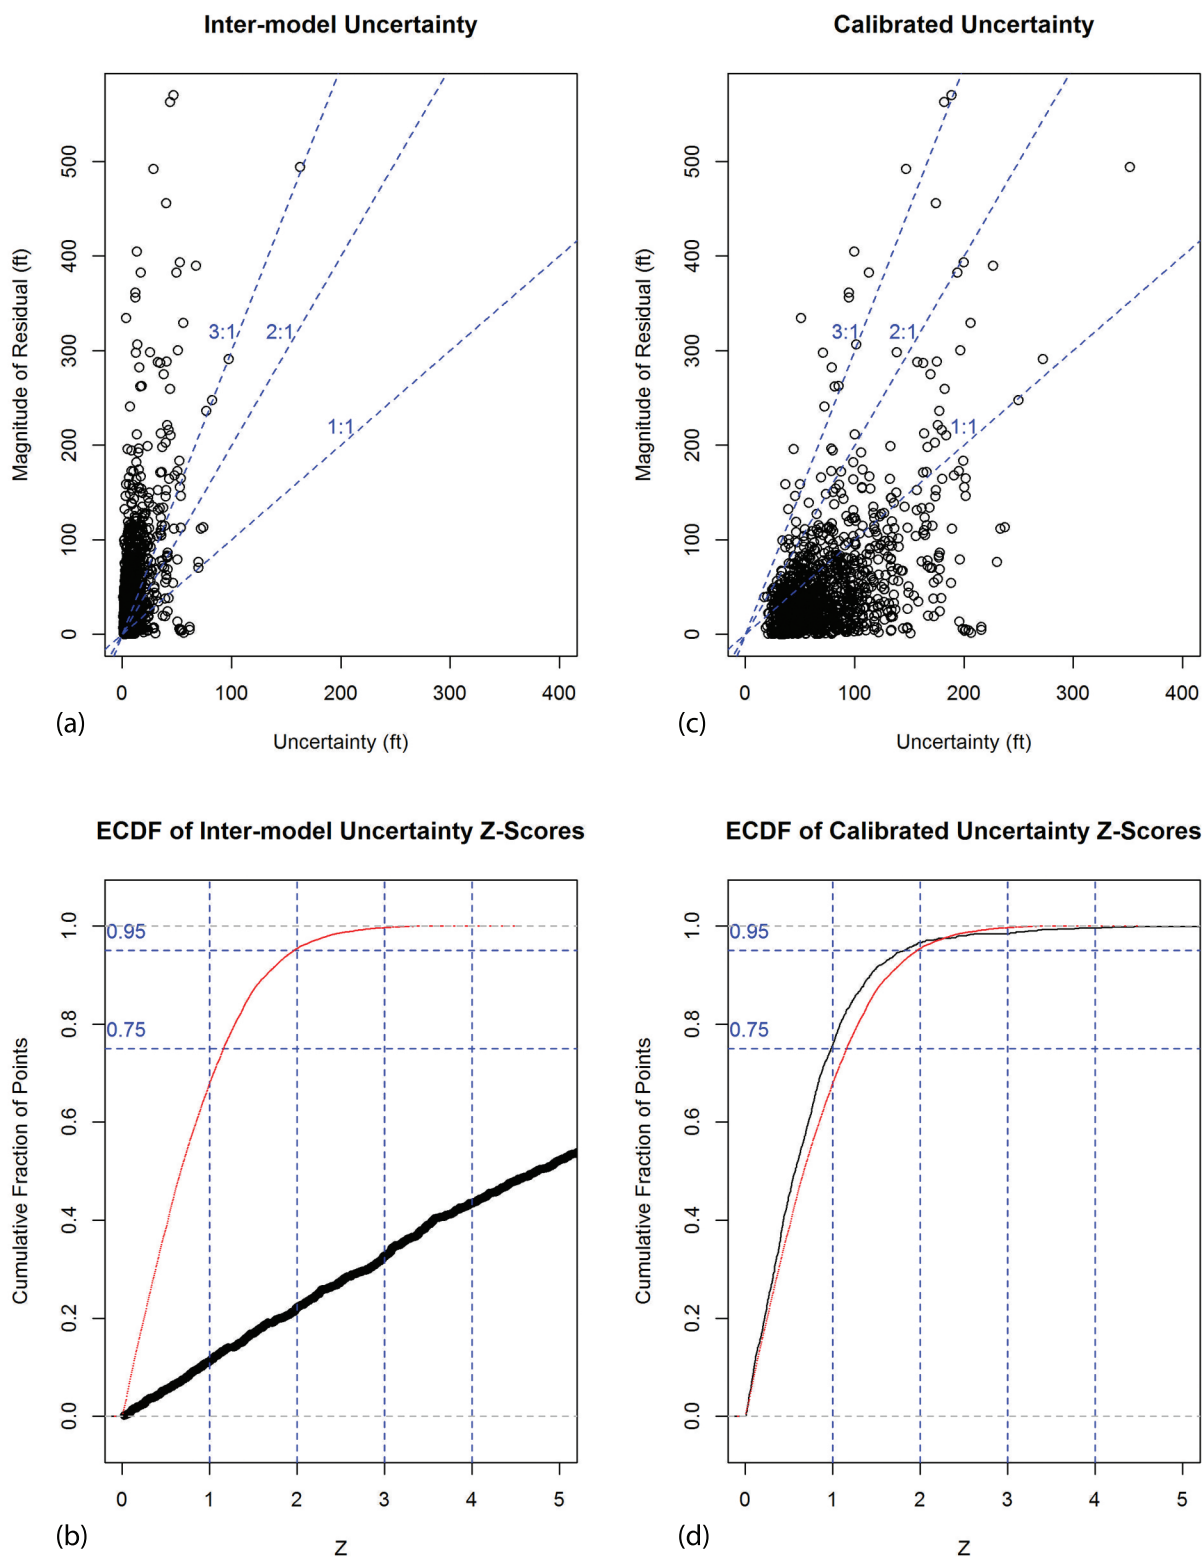 Inter-model Uncertainty
Magnitude of Residual (ft)
500
400
300
200
100
0
3:1
2:1
1:1
0 100 200 300 400
(a)
Uncertainty (ft)
Calibrated Uncertainty
Magnitude of Residual (ft)
500
400
300
200
100
0
3:1
2:1
1:1
0 100 200 300 400
(c)
Uncertainty (ft)
ECDF of Inter-model Uncertainty Z-Scores
Cumulative Fraction of Points
1.0
0.8
0.6
0.4
0.2
0.0
0.95
0.75
0 1 2 3 4 5
(b)
Z
ECDF of Calibrated Uncertainty Z-Scores
Cumulative Fraction of Points
1.0
0.8
0.6
0.4
0.2
0.0
0.95
0.75
0 1 2 3 4 5
(d)
Z